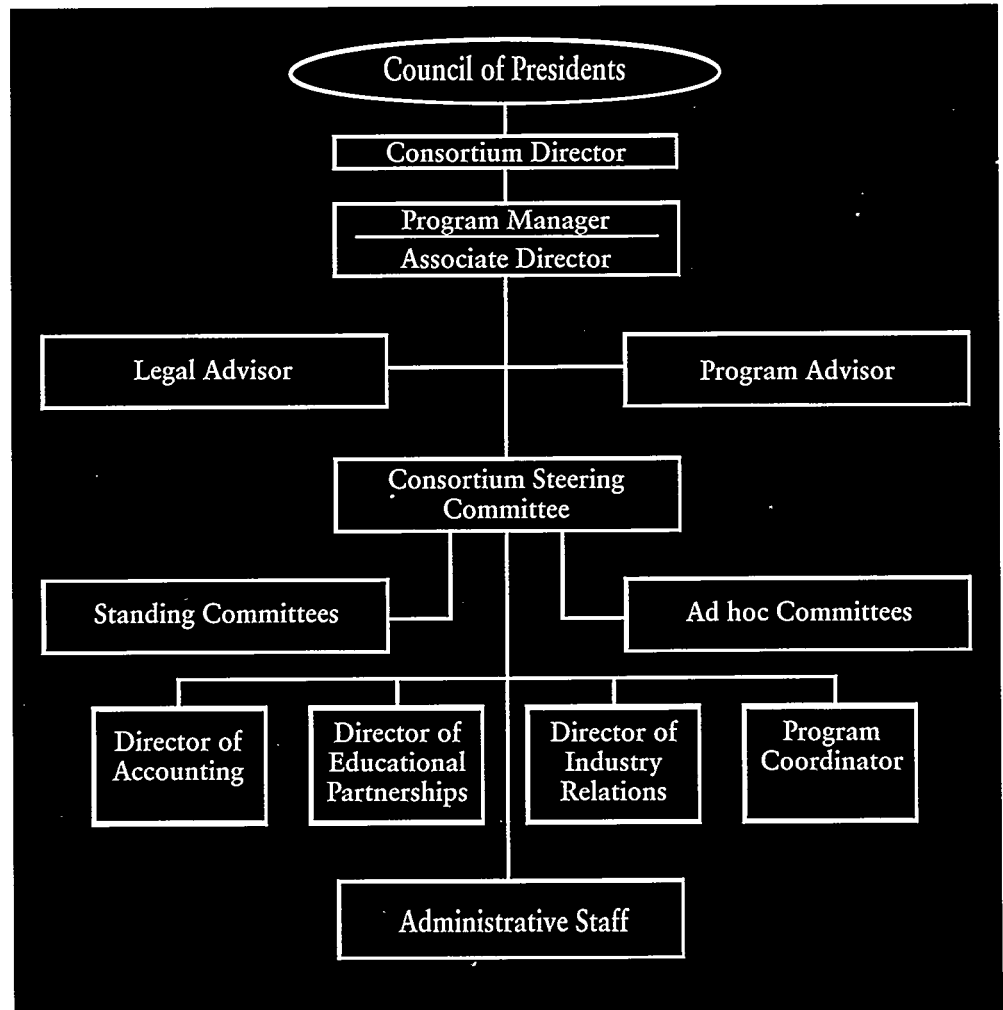 Council of Presidents
Consortium Director
Program Manager
Associate Director
Legal Advisor
Program Advisor
Consortium Steering
Committee
Standing Committees
Ad hoc Committees
Director of
Accounting
Director of
Educational
Partnerships
Director of
Industry
Relations
Program
Coordinator
Administrative Staff